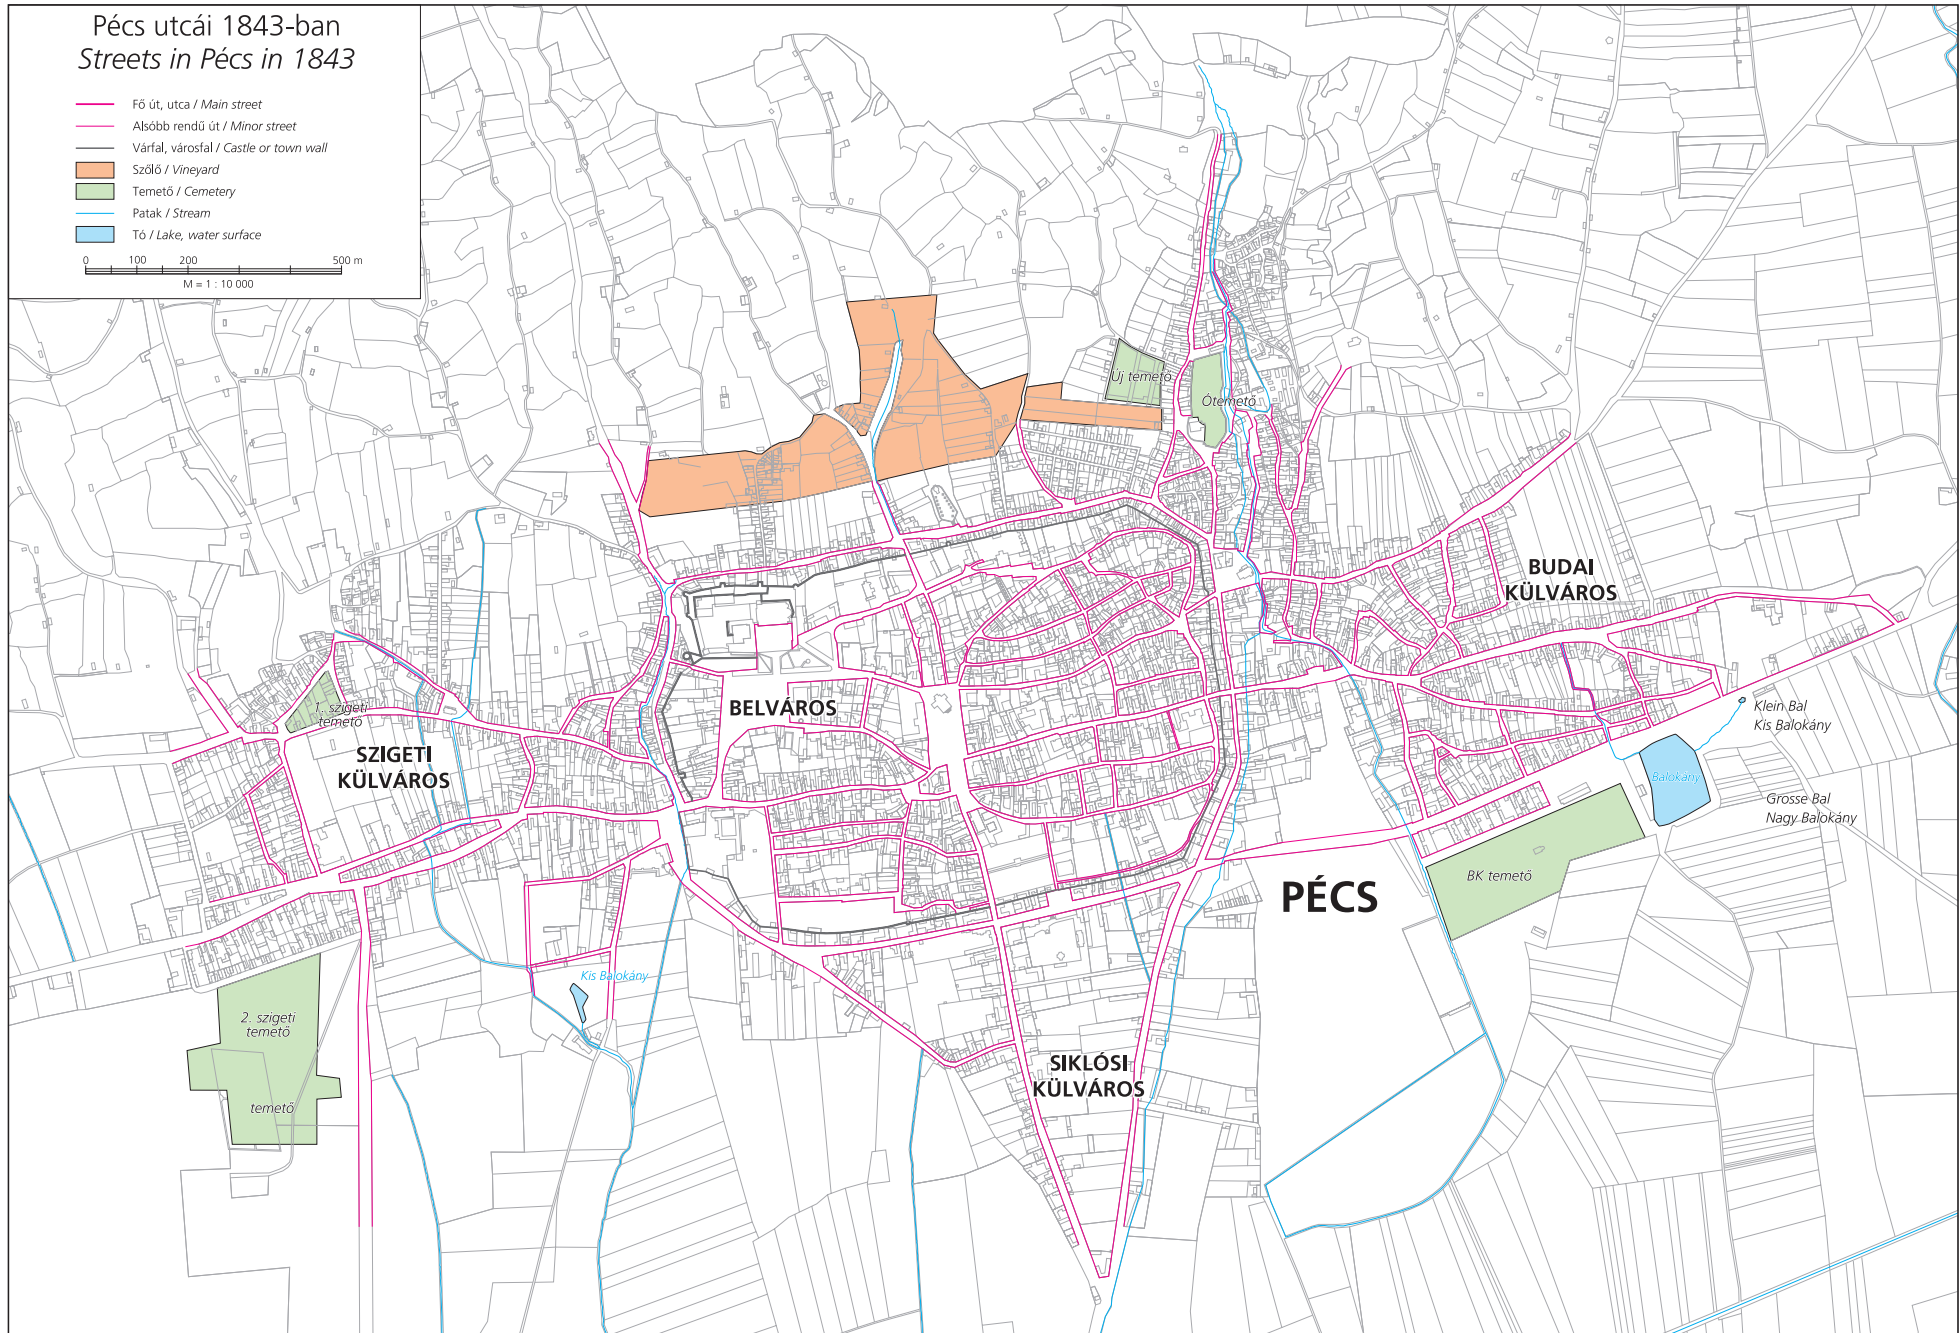 Pécs utcái 1843-ban
Streets in Pécs in 1843
Fő út, utca / Main street
Alsóbb rendű út / Minor street
Várfal, városfal / Castle or town wall
Szőlő / Vineyard
Temető / Cemetery
Patak / Stream
Tó / Lake, water surface
0 100 200 500 m
M = 1 : 10 000
Új temető
Ótemető
BUDAI
KÜLVÁROS
1. szigeti
temető
BELVÁROS
SZIGETI
KÜLVÁROS
Klein Bal
Kis Balokány
Balokány
Grosse Bal
Nagy Balokány
BK temető
PÉCS
Kis Balokány
2. szigeti
temető
temető
SIKLÓSI
KÜLVÁROS